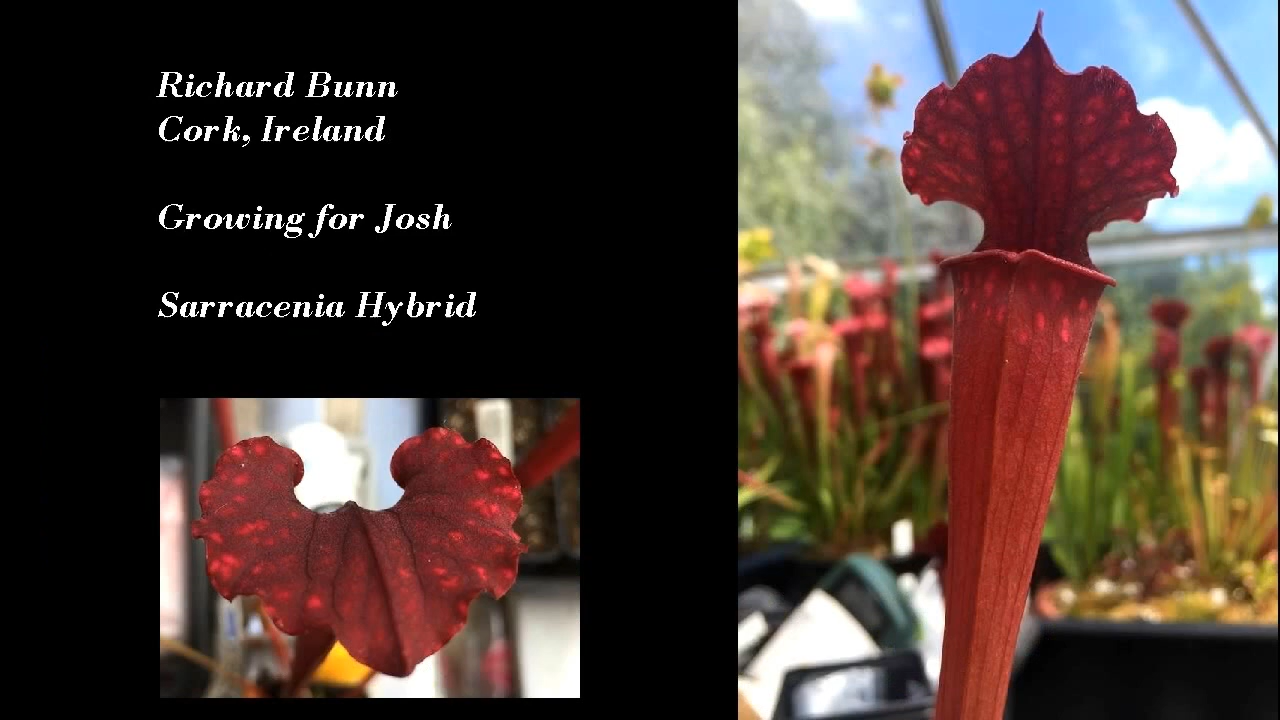 Richard Bunn
Cork, Ireland
Growing for Josh
Sarracenia Hybrid